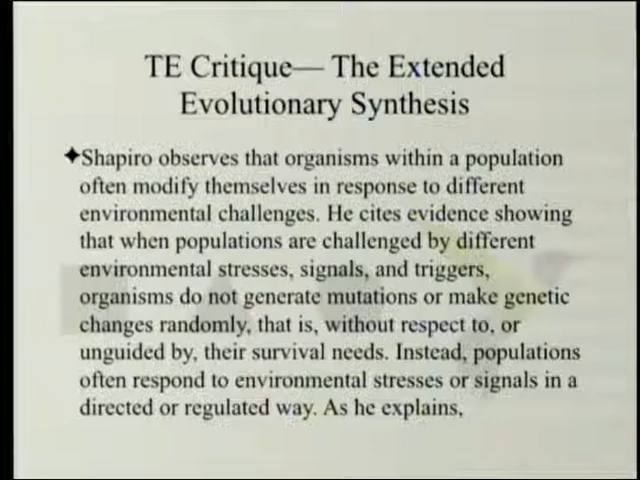 TE Critique— The Extended
Evolutionary Synthesis
✦Shapiro observes that organisms within a population
often modify themselves in response to different
environmental challenges. He cites evidence showing
that when populations are challenged by different
environmental stresses, signals, and triggers,
organisms do not generate mutations or make genetic
changes randomly, that is, without respect to, or
unguided by, their survival needs. Instead, populations
often respond to environmental stresses or signals in a
directed or regulated way. As he explains,